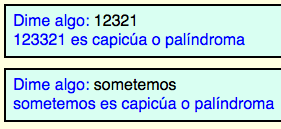 Dime algo: 12321
123321 es capicúa o palíndroma
Dime algo: sometemos
sometemos es capicúa o palíndroma